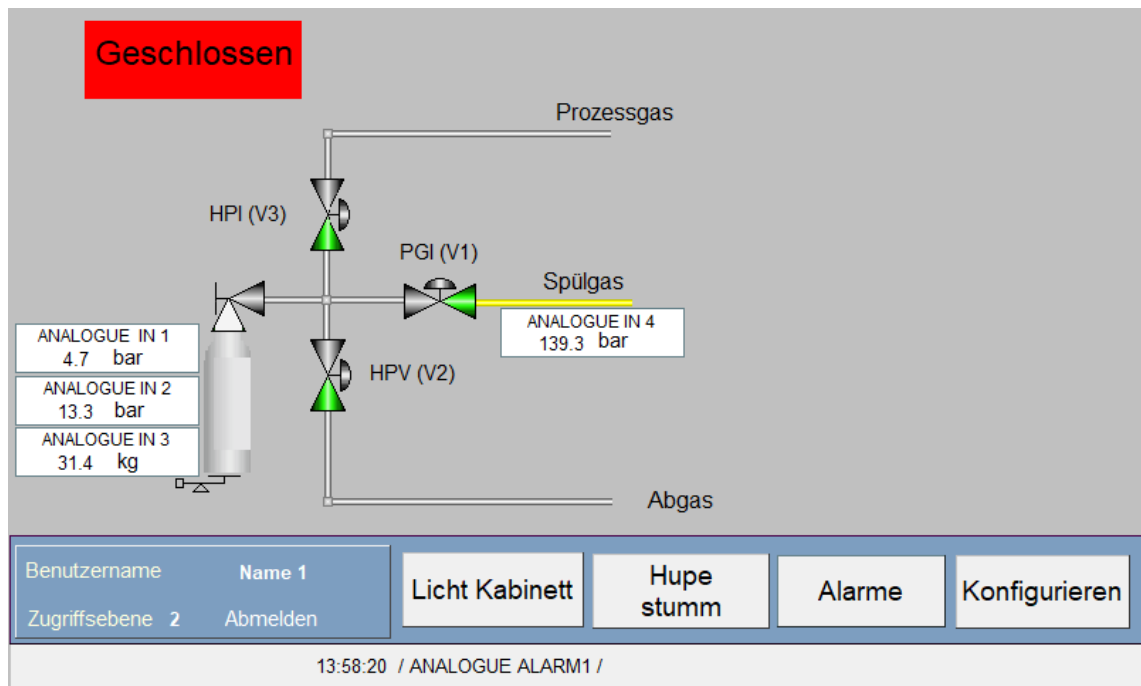 Geschlossen
Prozessgas
HPI (V3)
PGI (V1)
Spülgas
ANALOGUE IN 1
4.7 bar
ANALOGUE IN 4
139.3 bar
ANALOGUE IN 2
13.3 bar
HPV (V2)
ANALOGUE IN 3
31.4 kg
Abgas
Benutzername Name 1
Zugriffsebene 2 Abmelden
Licht Kabinett
Hupe
stumm
Alarme
Konfigurieren
13:58:20 / ANALOGUE ALARM1 /